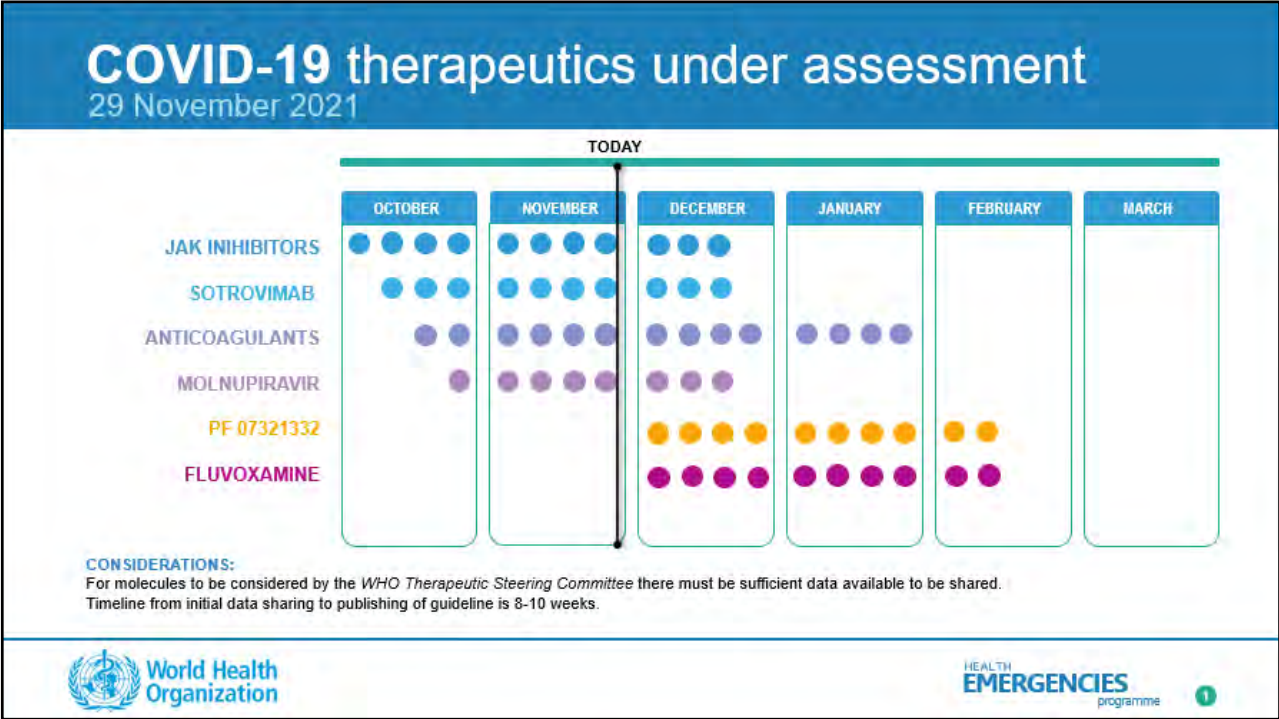 COVID-19 therapeutics under assessment
29 November 2021
TODAY
OCTOBER NOVEMBER DECEMBER JANUARY FEBRUARY MARCH
JAK INIHIBITORS
SOTROVIMAB
ANTICOAGULANTS
MOLNUPIRAVIR
PF 07321332
FLUVOXAMINE
CONSIDERATIONS:
For molecules to be considered by the WHO Therapeutic Steering Committee there must be sufficient data available to be shared.
Timeline from initial data sharing to publishing of guideline is 8-10 weeks.
World Health
Organization
HEALTH
EMERGENCIES
programme
1